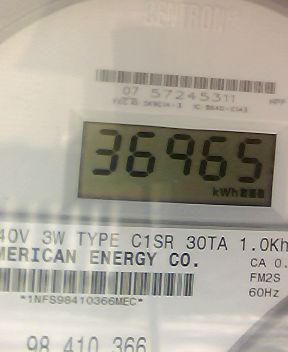 CENTRON
07 57245311
36965
kWh
40V 3W TYPE C1SR 30TA 1.0Kh
MERICAN ENERGY CO.
CA 0.
FM2S
60Hz
*1NFS98410366MEC*
98 410 366